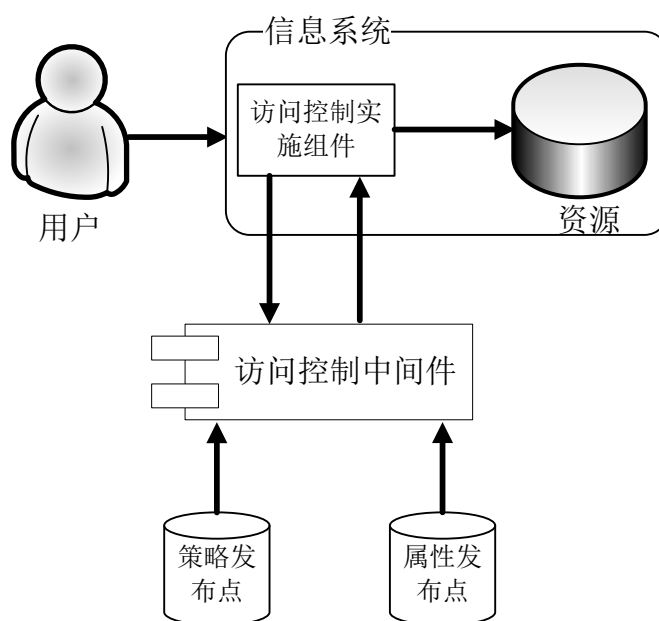 信息系统
访问控制实
施组件
用户
资源
访问控制中间件
策略发
布点
属性发
布点